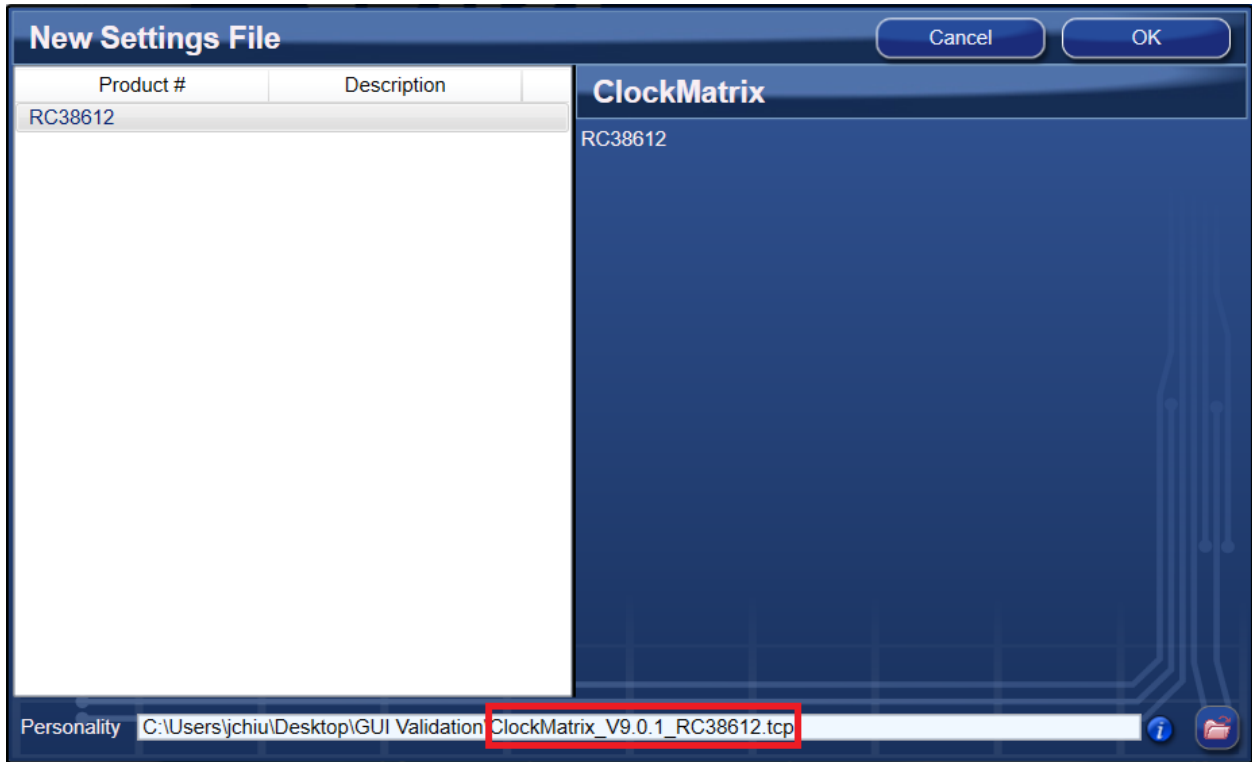 New Settings File
Cancel
OK
Product #
Description
ClockMatrix
RC38612
RC38612
Personality
C:\Users\jchiu\Desktop\GUI Validation\ClockMatrix_V9.0.1_RC38612.tcp
i